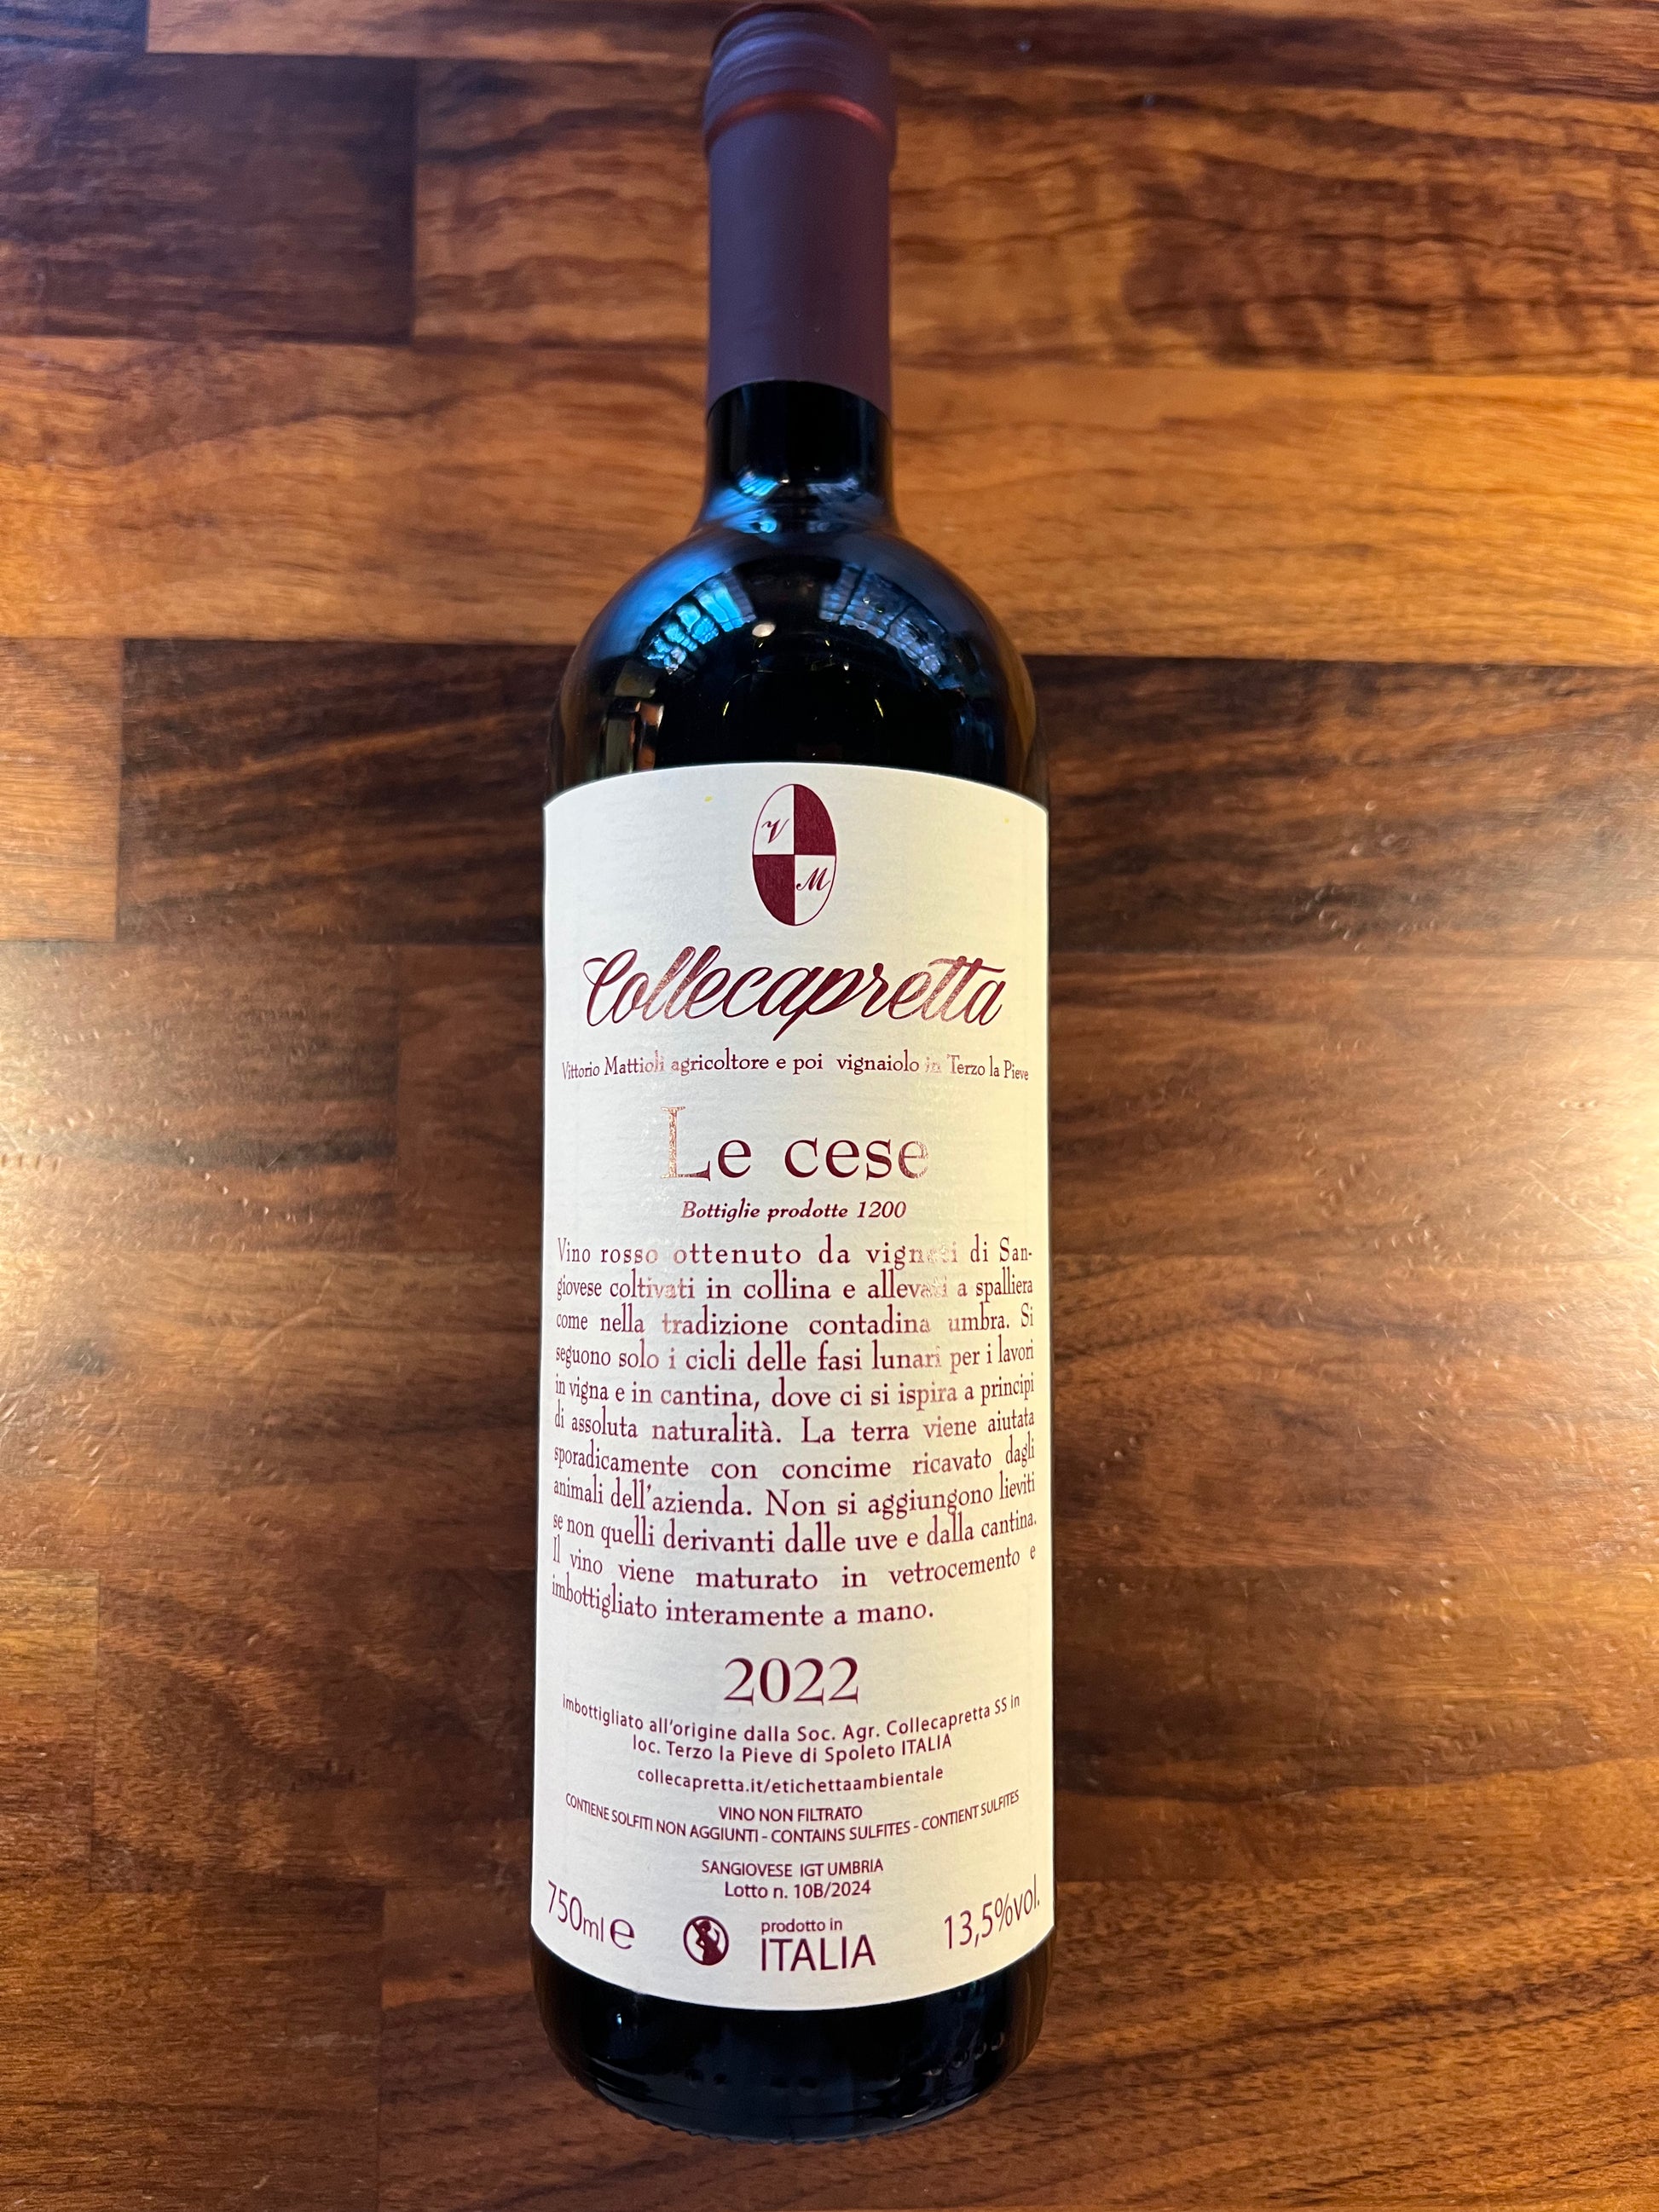 V
M
Collecapretta
Vittorio Mattioli agricoltore e poi vignaiolo in Terzo la Pieve
Le cese
Bottiglie prodotte 1200
Vino rosso ottenuto da vigneti di San-
giovese coltivati in collina e allevati a spalliera
come nella tradizione contadina umbra. Si
seguono solo i cicli delle fasi lunari per i lavori
in vigna e in cantina, dove ci si ispira a principi
di assoluta naturalità. La terra viene aiutata
sporadicamente con concime ricavato dagli
animali dell'azienda. Non si aggiungono lieviti
se non quelli derivanti dalle uve e dalla cantina.
Il vino viene maturato in vetrocemento e
imbottigliato interamente a mano.
2022
imbottigliato all'origine dalla Soc. Agr. Collecapretta SS in
loc. Terzo la Pieve di Spoleto ITALIA
collecapretta.it/etichettaambientale
VINO NON FILTRATO
CONTIENE SOLFITI NON AGGIUNTI - CONTAINS SULFITES - CONTIENT SULFITES
SANGIOVESE IGT UMBRIA
Lotto n. 10B/2024
750ml e
prodotto in
ITALIA
13,5%vol.